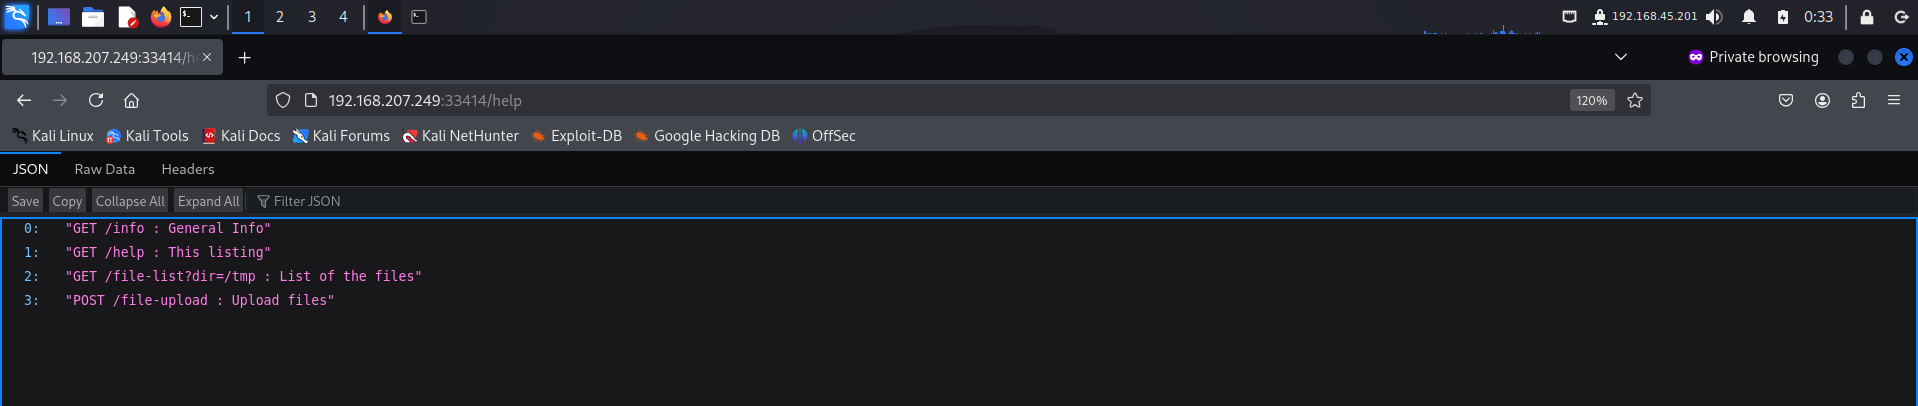 1 2 3 4 192.168.45.201 0:33
192.168.207.249:33414/he Private browsing
192.168.207.249:33414/help 120%
Kali Linux Kali Tools Kali Docs Kali Forums Kali NetHunter Exploit-DB Google Hacking DB OffSec
JSON Raw Data Headers
Save Copy Collapse All Expand All Filter JSON
0: "GET /info : General Info"
1: "GET /help : This listing"
2: "GET /file-list?dir=/tmp : List of the files"
3: "POST /file-upload : Upload files"